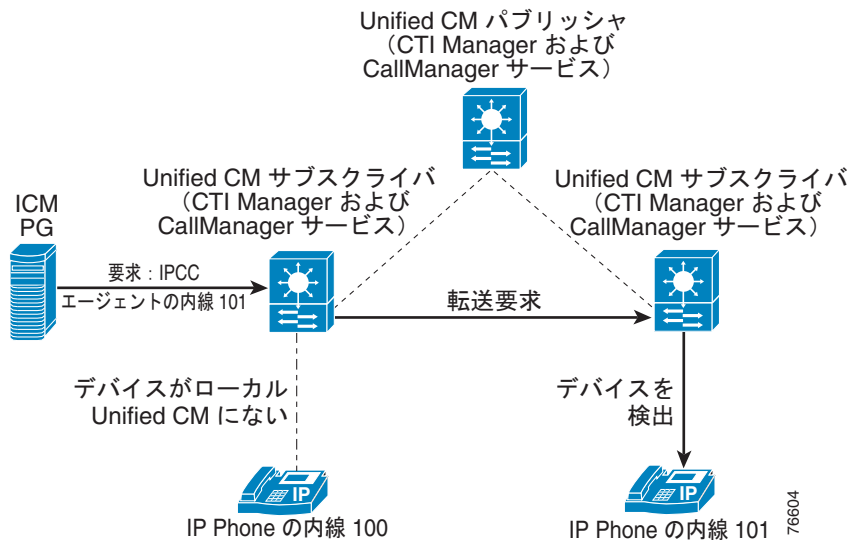 Unified CM パブリッシャ
（CTI Manager および
CallManager サービス）
Unified CM サブスクライバ
（CTI Manager および
CallManager サービス）
Unified CM サブスクライバ
（CTI Manager および
CallManager サービス）
ICM
PG
要求：IPCC
エージェントの内線 101
転送要求
デバイスがローカル
Unified CM にない
デバイスを
検出
IP
IP
IP Phone の内線 100
IP Phone の内線 101
76604